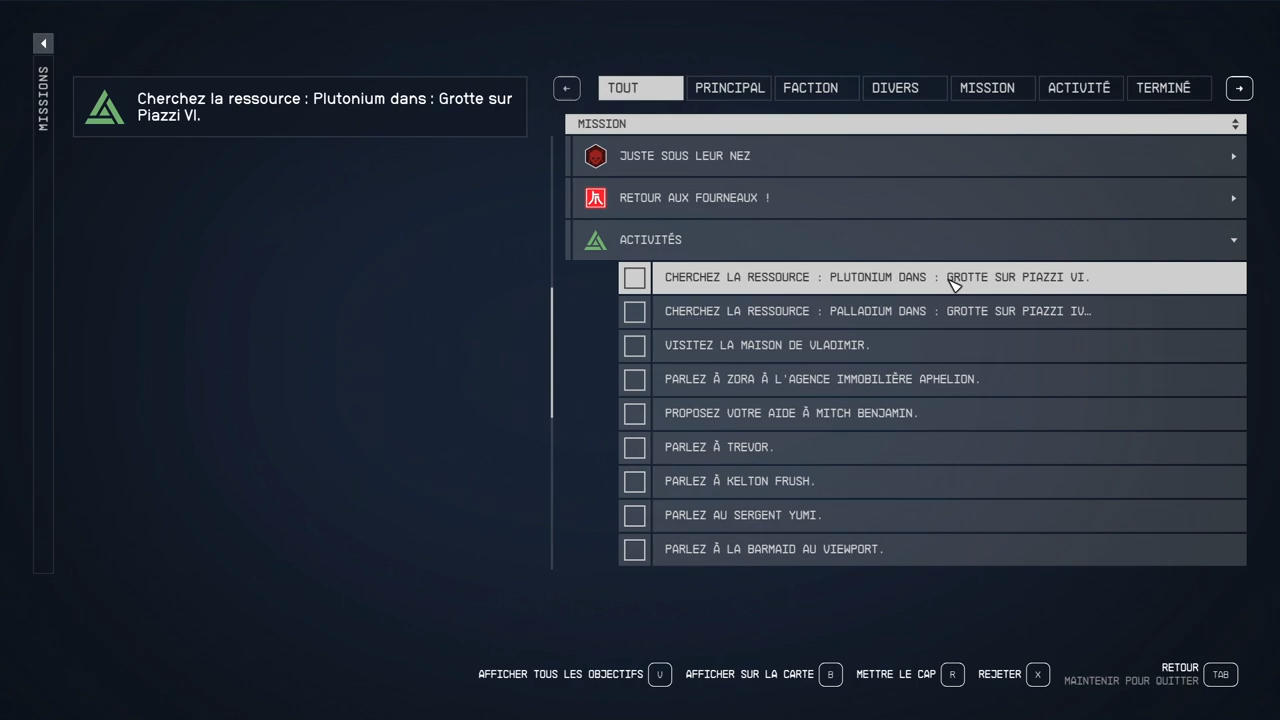 MISSIONS
Cherchez la ressource : Plutonium dans : Grotte sur
Piazzi VI.
TOUT
PRINCIPAL
FACTION
DIVERS
MISSION
ACTIVITÉ
TERMINÉ
MISSION
JUSTE SOUS LEUR NEZ
RETOUR AUX FOURNEAUX !
ACTIVITÉS
CHERCHEZ LA RESSOURCE : PLUTONIUM DANS : GROTTE SUR PIAZZI VI.
CHERCHEZ LA RESSOURCE : PALLADIUM DANS : GROTTE SUR PIAZZI IV…
VISITEZ LA MAISON DE VLADIMIR.
PARLEZ À ZORA À L'AGENCE IMMOBILIÈRE APHELION.
PROPOSEZ VOTRE AIDE À MITCH BENJAMIN.
PARLEZ À TREVOR.
PARLEZ À KELTON FRUSH.
PARLEZ AU SERGENT YUMI.
PARLEZ À LA BARMAID AU VIEWPORT.
AFFICHER TOUS LES OBJECTIFS V
AFFICHER SUR LA CARTE B
METTRE LE CAP R
REJETER X
RETOUR
MAINTENIR POUR QUITTER
TAB